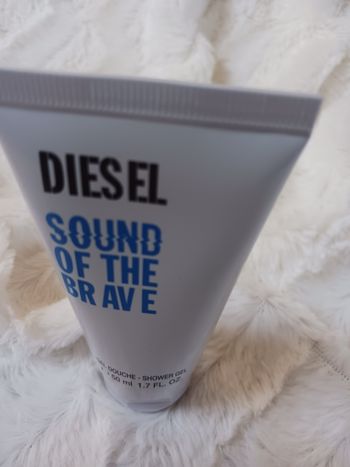 DIESEL
SOUND
OF THE
BRAVE
DOUCHE - SHOWER GEL
50 ml 1.7 FL. OZ